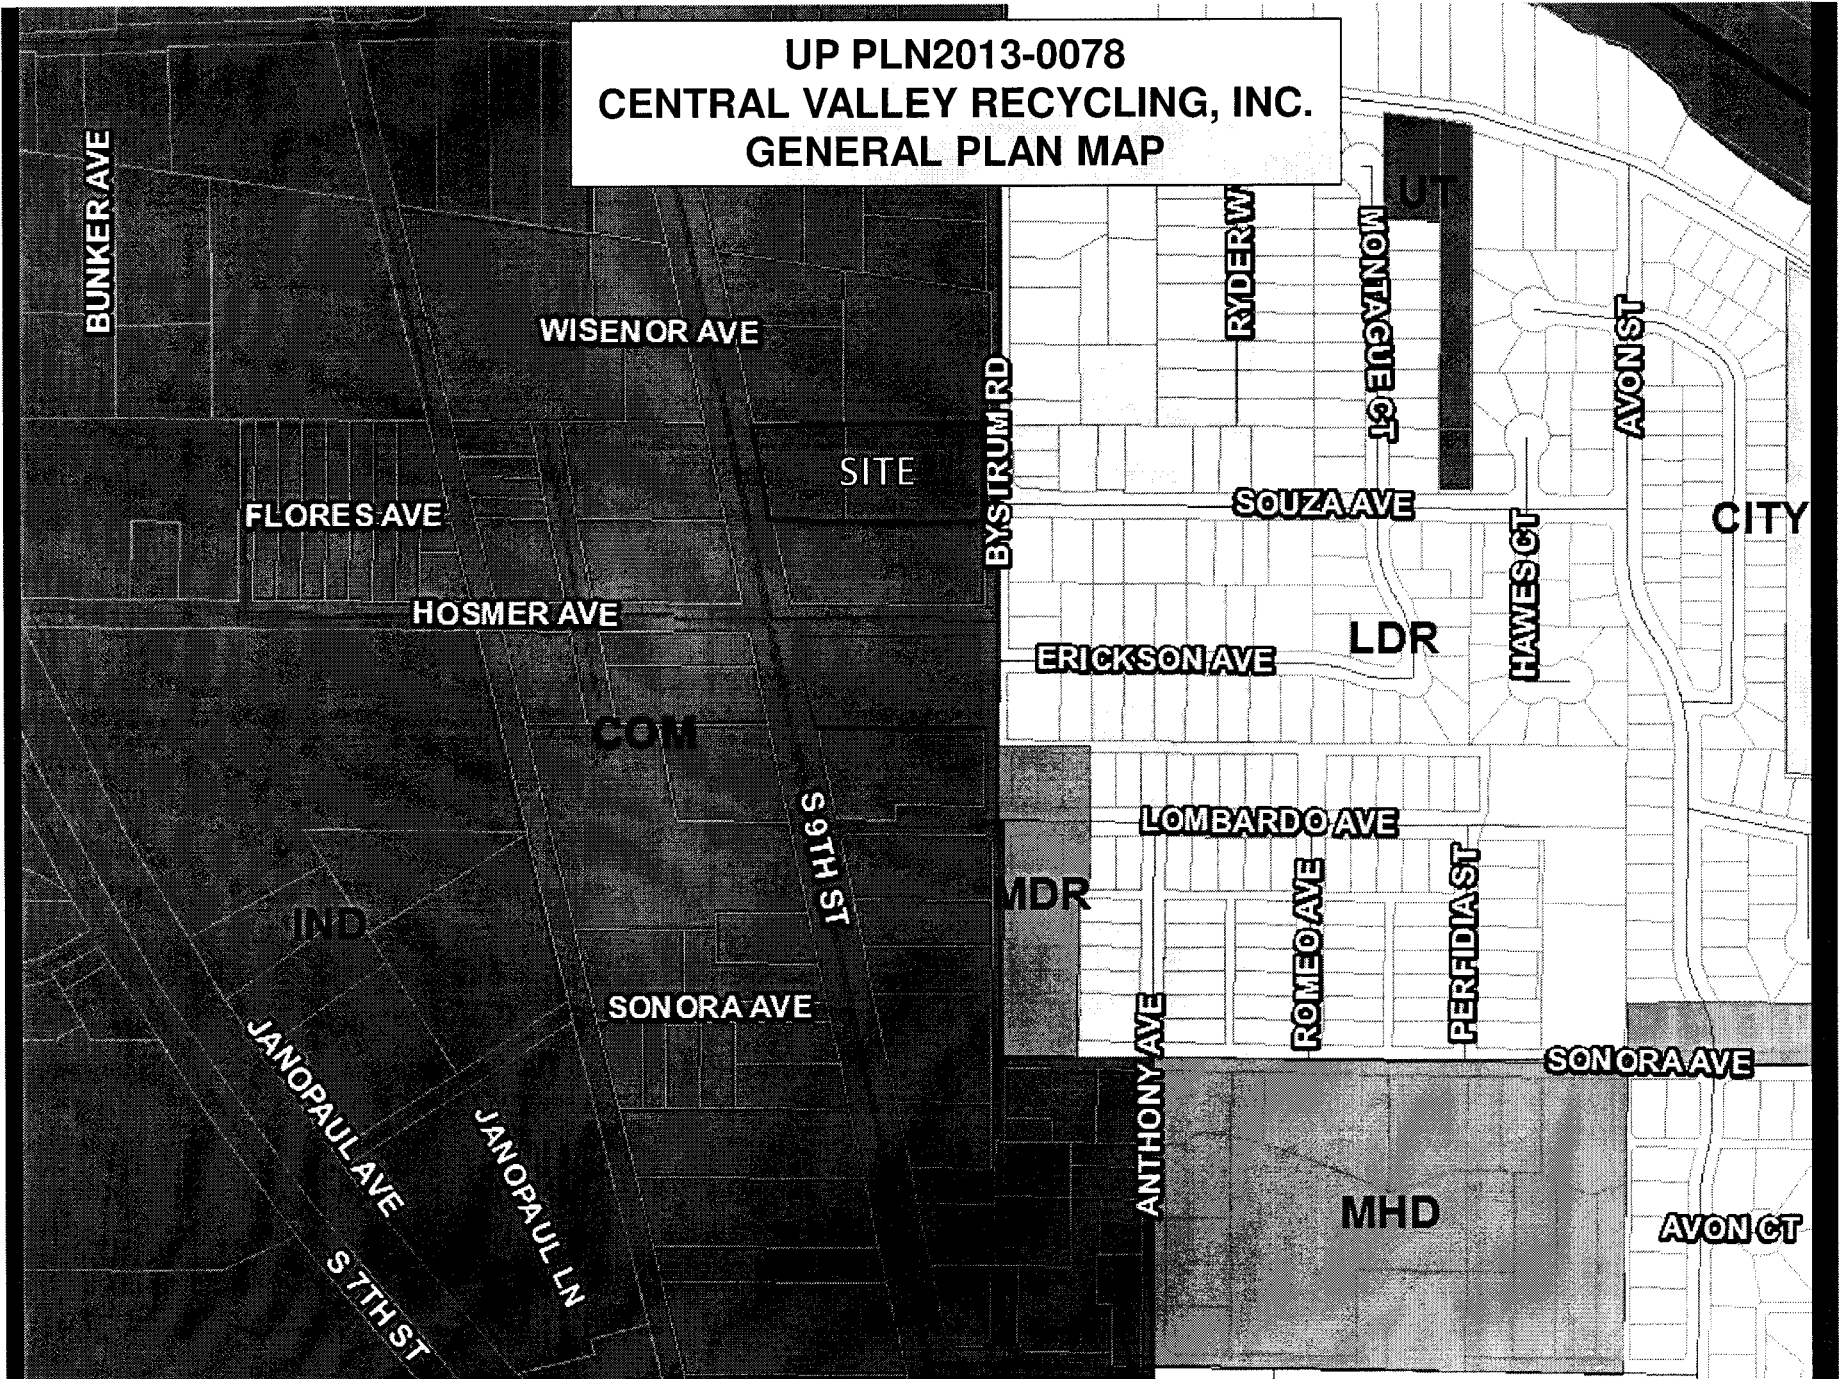 UP PLN2013-0078
CENTRAL VALLEY RECYCLING, INC.
GENERAL PLAN MAP
BUNKER AVE
UT
RYDER W
MONTAGUE CT
AVON ST
WISENOR AVE
BYSTRUM RD
SITE
SOUZA AVE
FLORES AVE
CITY
HAWES CT
HOSMER AVE
LDR
ERICKSON AVE
COM
S 9TH ST
LOMBARDO AVE
MDR
ROMEO AVE
PERFIDIA ST
IND
SONORA AVE
SONORA AVE
ANTHONY AVE
JANOPAUL AVE
JANOPAUL LN
MHD
AVON CT
S 7TH ST